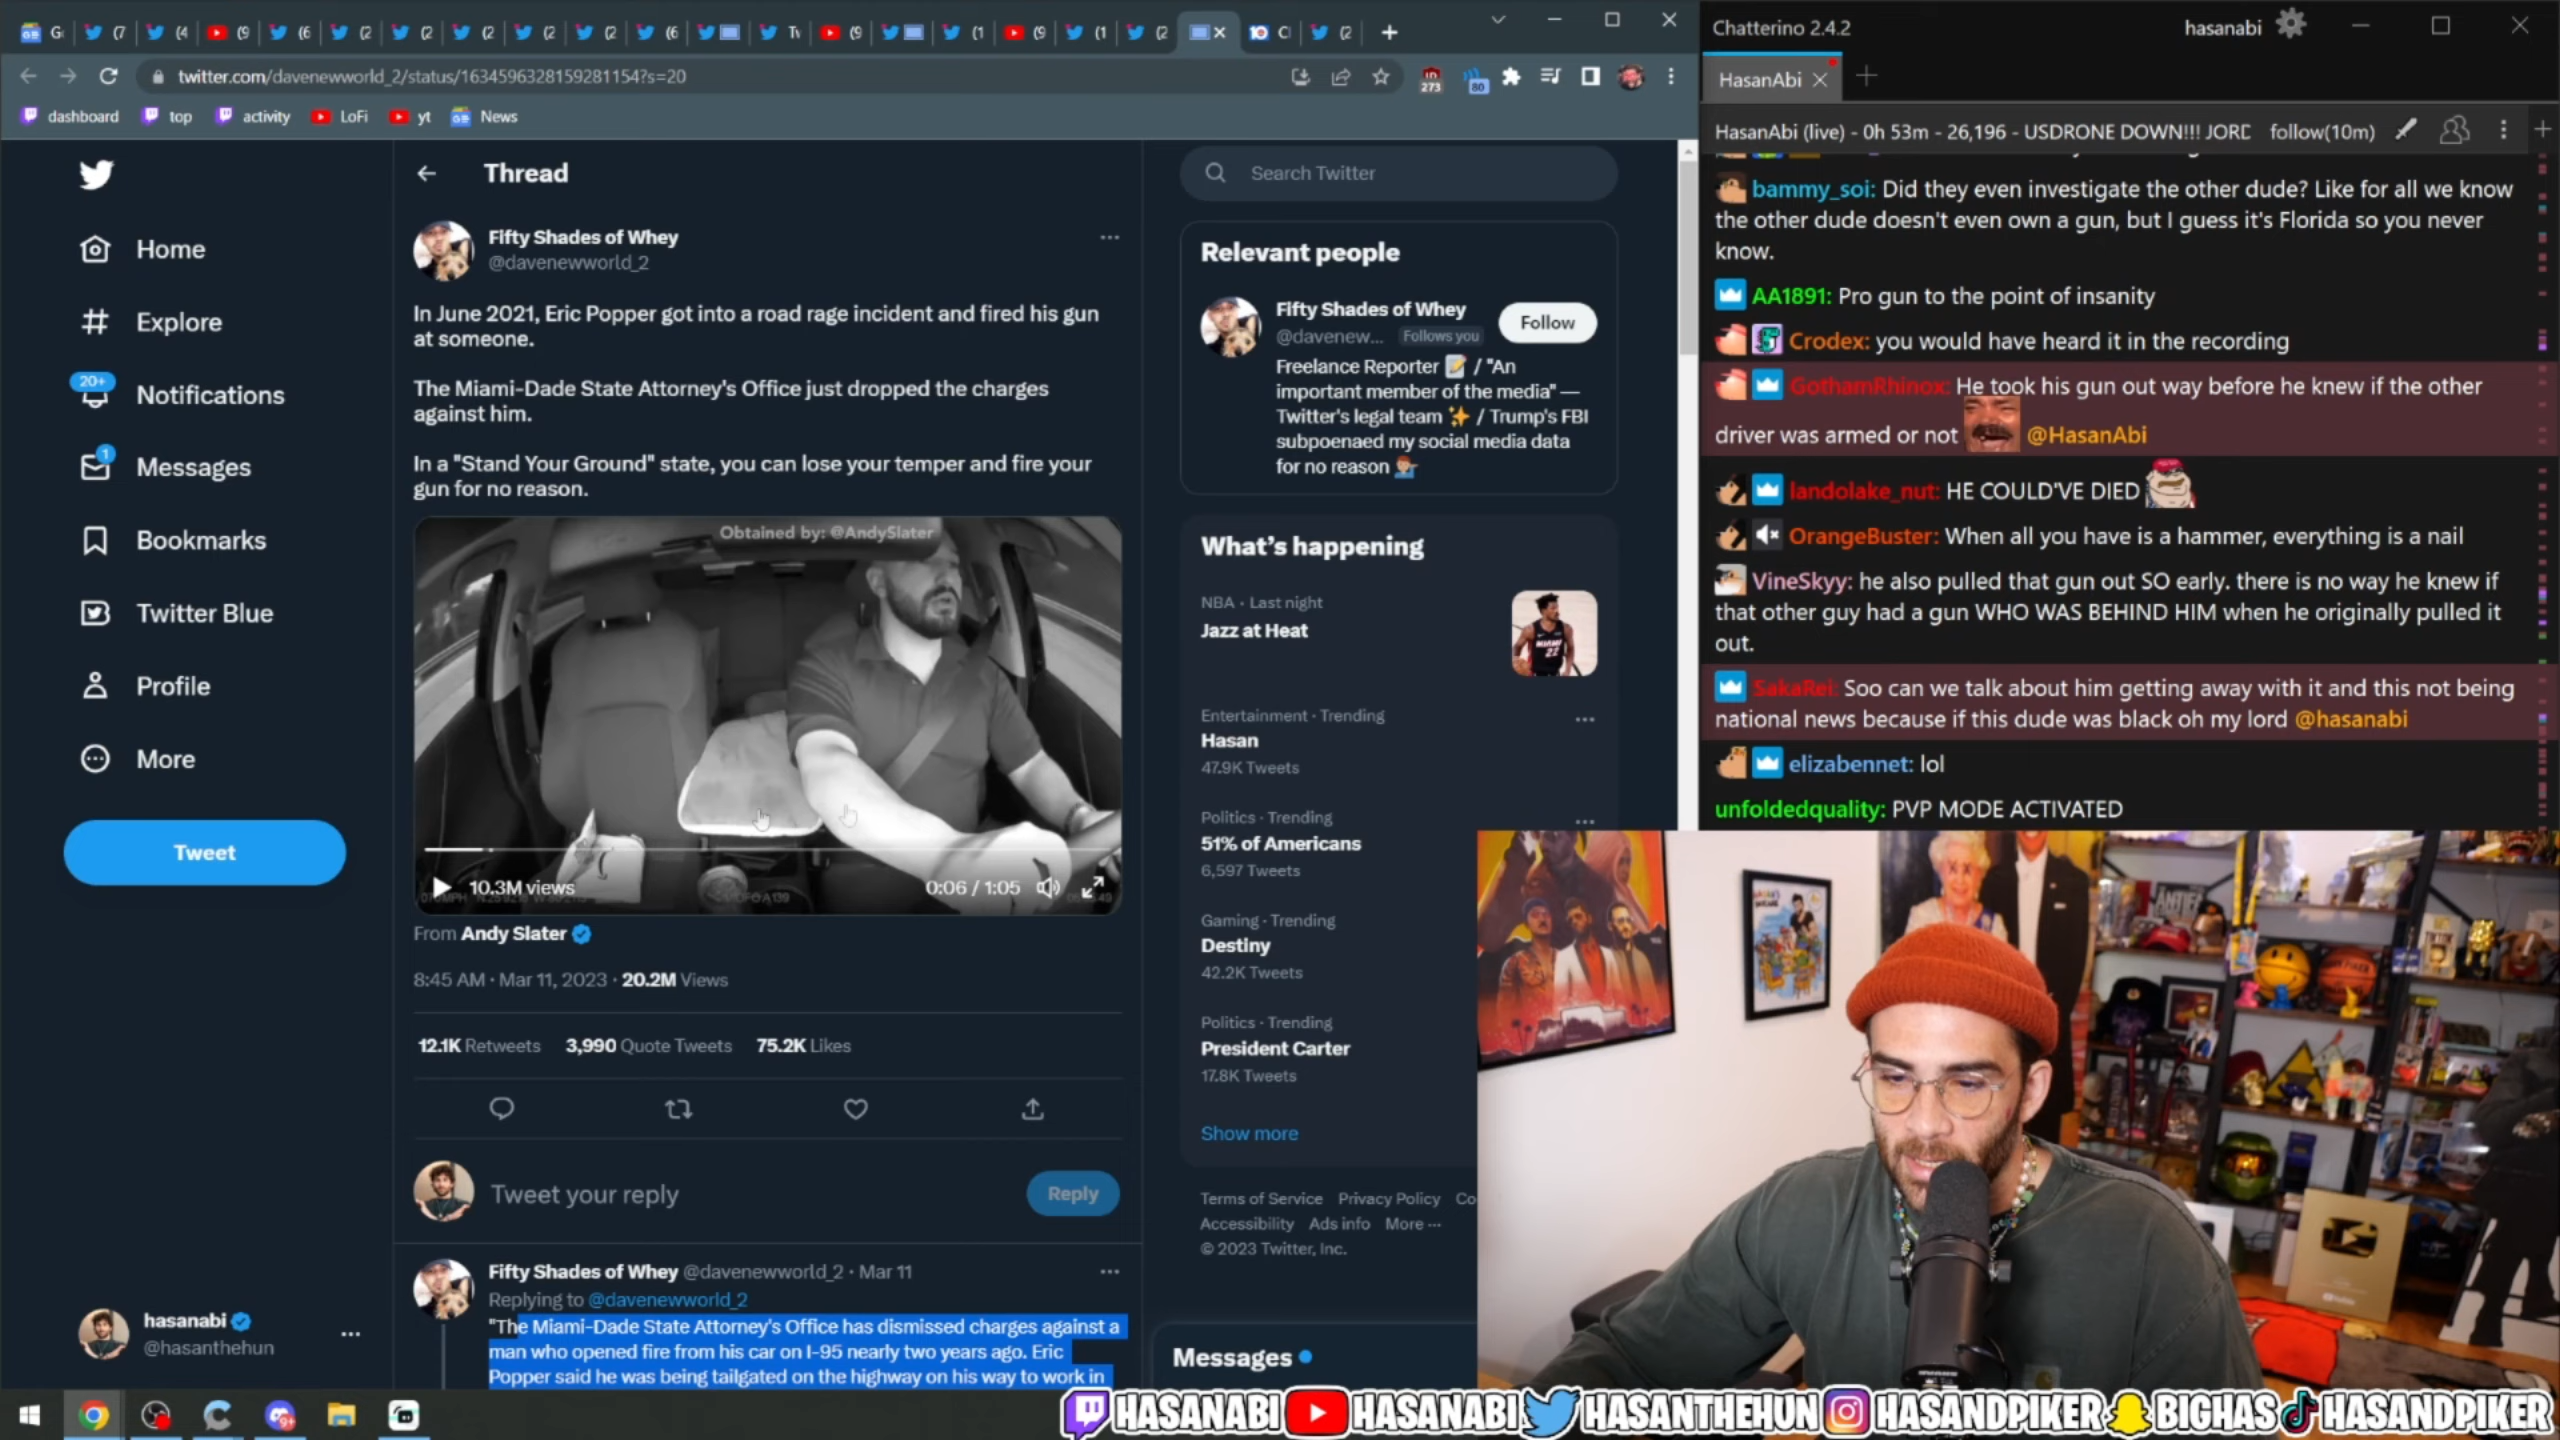 twitter.com/davenewworld_2/status/1634596328159281154?s=20
273
80
dashboard
top
activity
LoFi
yt
News
Home
Explore
20+
Notifications
1
Messages
Bookmarks
Twitter Blue
Profile
More
Tweet
hasanabi
@hasanthehun
Thread
Fifty Shades of Whey
@davenewworld_2
In June 2021, Eric Popper got into a road rage incident and fired his gun
at someone.
The Miami-Dade State Attorney's Office just dropped the charges
against him.
In a "Stand Your Ground" state, you can lose your temper and fire your
gun for no reason.
Obtained by: @AndySlater
10.3M views
0:06 / 1:05
From Andy Slater
8:45 AM · Mar 11, 2023 · 20.2M Views
12.1K Retweets 3,990 Quote Tweets 75.2K Likes
Tweet your reply
Reply
Fifty Shades of Whey @davenewworld_2 · Mar 11
Replying to @davenewworld_2
"The Miami-Dade State Attorney's Office has dismissed charges against a
man who opened fire from his car on I-95 nearly two years ago. Eric
Popper said he was being tailgated on the highway on his way to work in
Search Twitter
Relevant people
Fifty Shades of Whey
@davenew... Follows you
Follow
Freelance Reporter 📝 / "An
important member of the media" —
Twitter's legal team ✨ / Trump's FBI
subpoenaed my social media data
for no reason
What's happening
NBA · Last night
Jazz at Heat
Entertainment · Trending
Hasan
47.9K Tweets
Politics · Trending
51% of Americans
6,597 Tweets
Gaming · Trending
Destiny
42.2K Tweets
Politics · Trending
President Carter
17.8K Tweets
Show more
Terms of Service Privacy Policy Co
Accessibility Ads info More ···
© 2023 Twitter, Inc.
Messages
Chatterino 2.4.2
hasanabi
HasanAbi
HasanAbi (live) - 0h 53m - 26,196 - USDRONE DOWN!!! JORD follow(10m)
bammy_soi: Did they even investigate the other dude? Like for all we know
the other dude doesn't even own a gun, but I guess it's Florida so you never
know.
AA1891: Pro gun to the point of insanity
Crodex: you would have heard it in the recording
GothamRhinox: He took his gun out way before he knew if the other
driver was armed or not @HasanAbi
landolake_nut: HE COULD'VE DIED
OrangeBuster: When all you have is a hammer, everything is a nail
VineSkyy: he also pulled that gun out SO early. there is no way he knew if
that other guy had a gun WHO WAS BEHIND HIM when he originally pulled it
out.
SakaRei: Soo can we talk about him getting away with it and this not being
national news because if this dude was black oh my lord @hasanabi
elizabennet: lol
unfoldedquality: PVP MODE ACTIVATED
HASANABI HASANABI HASANTHEHUN HASANDPIKER BIGHAS HASANDPIKER